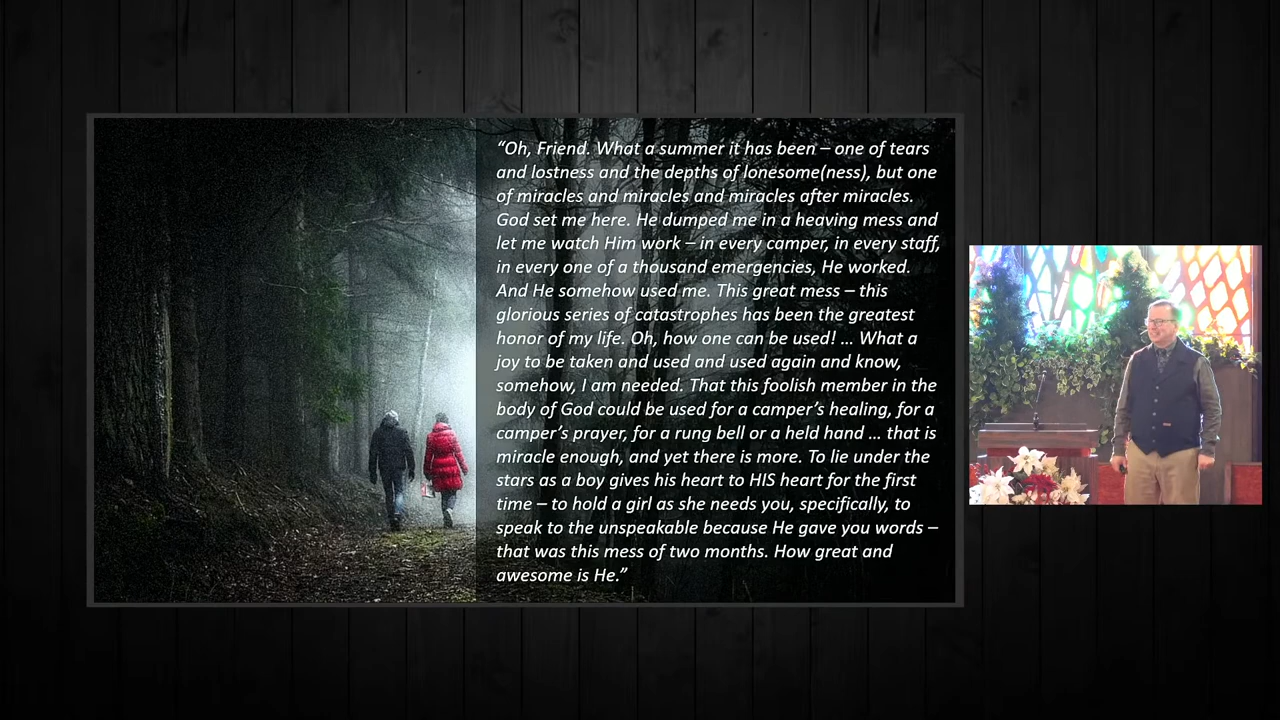 “Oh, Friend. What a summer it has been – one of tears
and lostness and the depths of lonesome(ness), but one
of miracles and miracles and miracles after miracles.
God set me here. He dumped me in a heaving mess and
let me watch Him work – in every camper, in every staff,
in every one of a thousand emergencies, He worked.
And He somehow used me. This great mess – this
glorious series of catastrophes has been the greatest
honor of my life. Oh, how one can be used! ... What a
joy to be taken and used and used again and know,
somehow, I am needed. That this foolish member in the
body of God could be used for a camper’s healing, for a
camper’s prayer, for a rung bell or a held hand ... that is
miracle enough, and yet there is more. To lie under the
stars as a boy gives his heart to HIS heart for the first
time – to hold a girl as she needs you, specifically, to
speak to the unspeakable because He gave you words –
that was this mess of two months. How great and
awesome is He.”